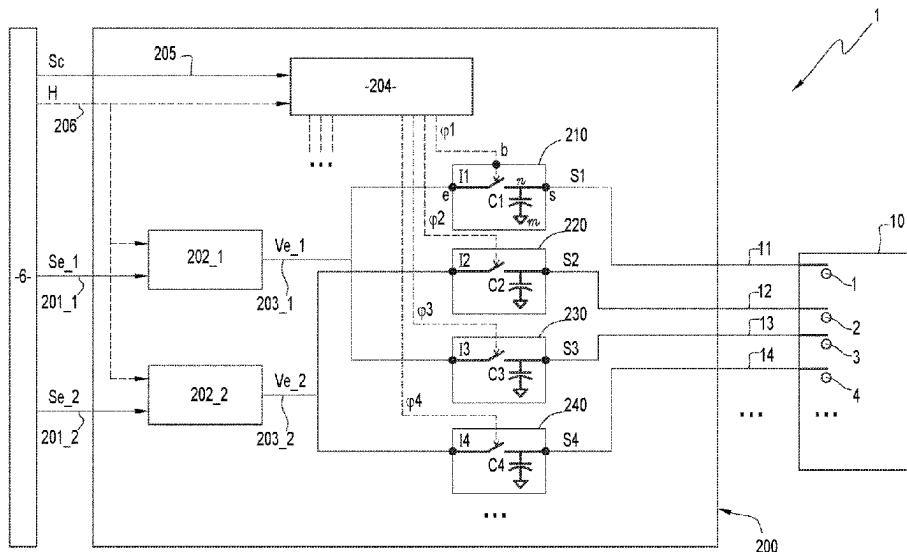 1
Sc
205
-204-
H
206
φ1
b
210
...
I1
n
S1
e
s
C1
m
10
φ2
220
11
-6-
Se_1
202_1
Ve_1
I2
S2
1
201_1
203_1
C2
12
φ3
230
2
13
I3
S3
3
C3
14
Se_2
202_2
Ve_2
φ4
240
4
201_2
203_2
I4
S4
...
...
C4
...
200